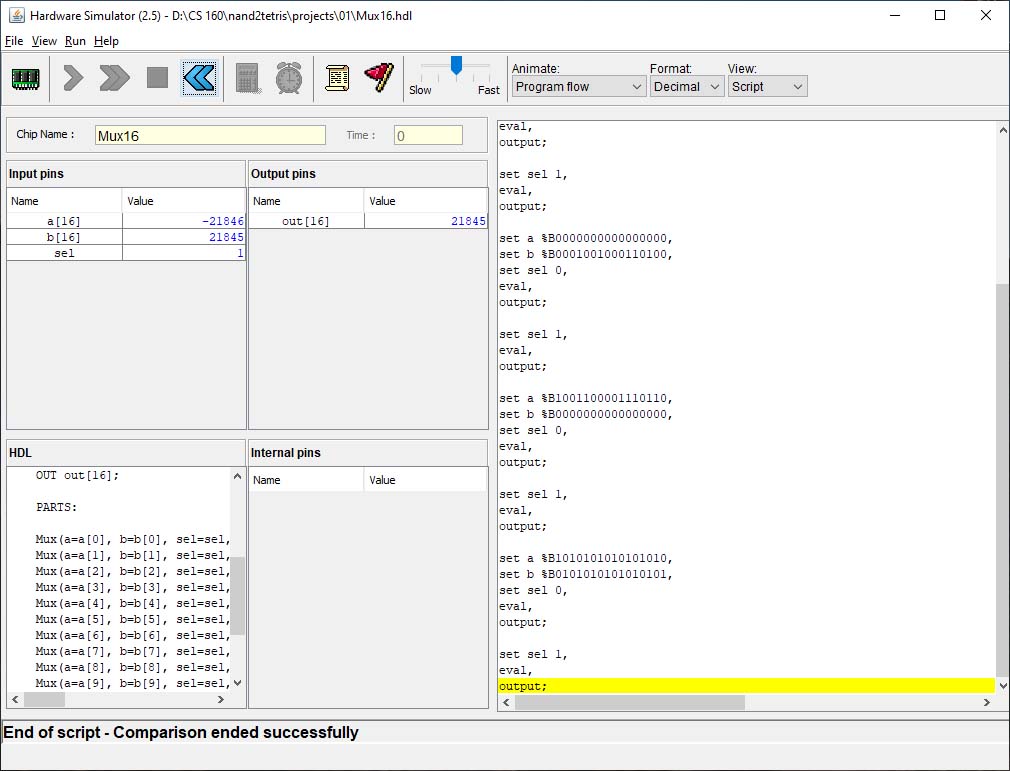 Hardware Simulator (2.5) - D:\CS 160\nand2tetris\projects\01\Mux16.hdl
File View Run Help
Slow
Fast
Animate:
Program flow
Format:
Decimal
View:
Script
Chip Name :
Mux16
Time :
0
Input pins
Name Value
a[16] -21846
b[16] 21845
sel 1
Output pins
Name Value
out[16] 21845
HDL
OUT out[16];
PARTS:
Mux(a=a[0], b=b[0], sel=sel,
Mux(a=a[1], b=b[1], sel=sel,
Mux(a=a[2], b=b[2], sel=sel,
Mux(a=a[3], b=b[3], sel=sel,
Mux(a=a[4], b=b[4], sel=sel,
Mux(a=a[5], b=b[5], sel=sel,
Mux(a=a[6], b=b[6], sel=sel,
Mux(a=a[7], b=b[7], sel=sel,
Mux(a=a[8], b=b[8], sel=sel,
Mux(a=a[9], b=b[9], sel=sel,
Internal pins
Name Value
eval,
output;
set sel 1,
eval,
output;
set a %B0000000000000000,
set b %B0001001000110100,
set sel 0,
eval,
output;
set sel 1,
eval,
output;
set a %B1001100001110110,
set b %B0000000000000000,
set sel 0,
eval,
output;
set sel 1,
eval,
output;
set a %B1010101010101010,
set b %B0101010101010101,
set sel 0,
eval,
output;
set sel 1,
eval,
output;
End of script - Comparison ended successfully